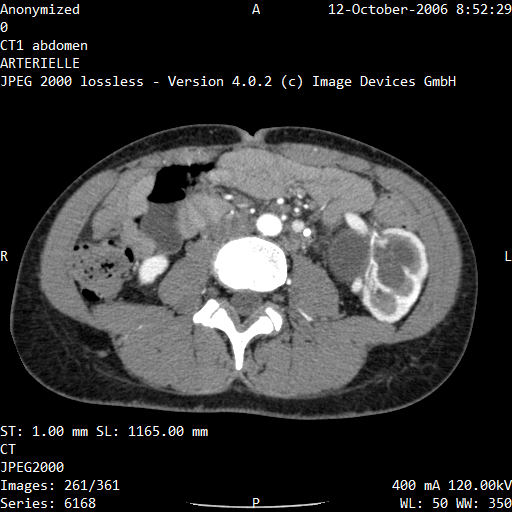 Anonymized A 12-October-2006 8:52:29
0
CT1 abdomen
ARTERIELLE
JPEG 2000 lossless - Version 4.0.2 (c) Image Devices GmbH
R L
ST: 1.00 mm SL: 1165.00 mm
CT
JPEG2000
Images: 261/361 400 mA 120.00kV
Series: 6168 P WL: 50 WW: 350